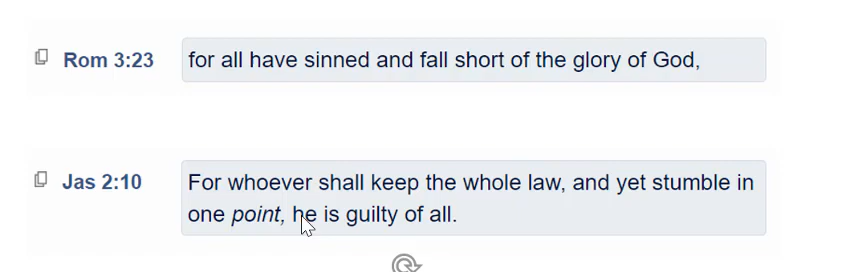 Rom 3:23 for all have sinned and fall short of the glory of God,
Jas 2:10 For whoever shall keep the whole law, and yet stumble in
one point, he is guilty of all.